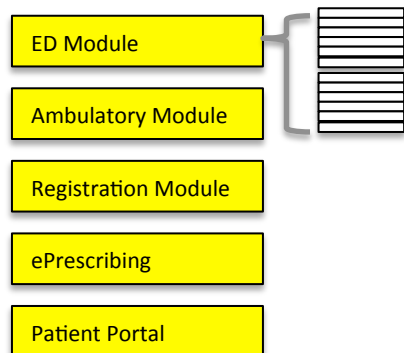 ED Module
Ambulatory Module
Registration Module
ePrescribing
Patient Portal